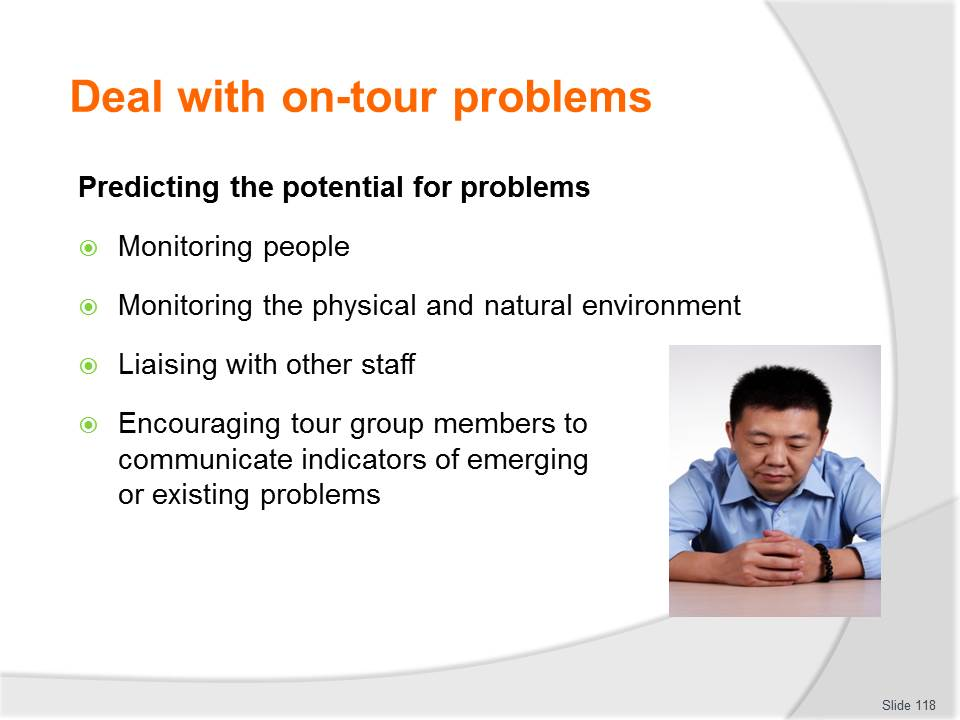 Deal with on-tour problems
Predicting the potential for problems
Monitoring people
Monitoring the physical and natural environment
Liaising with other staff
Encouraging tour group members to
communicate indicators of emerging
or existing problems
Slide 118